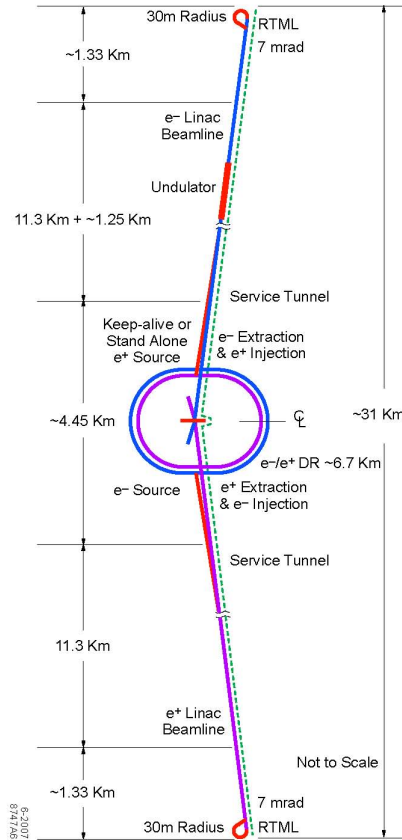 30m Radius
RTML
7 mrad
~1.33 Km
e– Linac
Beamline
Undulator
11.3 Km + ~1.25 Km
Service Tunnel
Keep-alive or
Stand Alone
e+ Source
e– Extraction
& e+ Injection
~4.45 Km
℄
~31 Km
e–/e+ DR ~6.7 Km
e– Source
e+ Extraction
& e– Injection
Service Tunnel
11.3 Km
e+ Linac
Beamline
Not to Scale
~1.33 Km
7 mrad
30m Radius
RTML
6-2007
8747A6